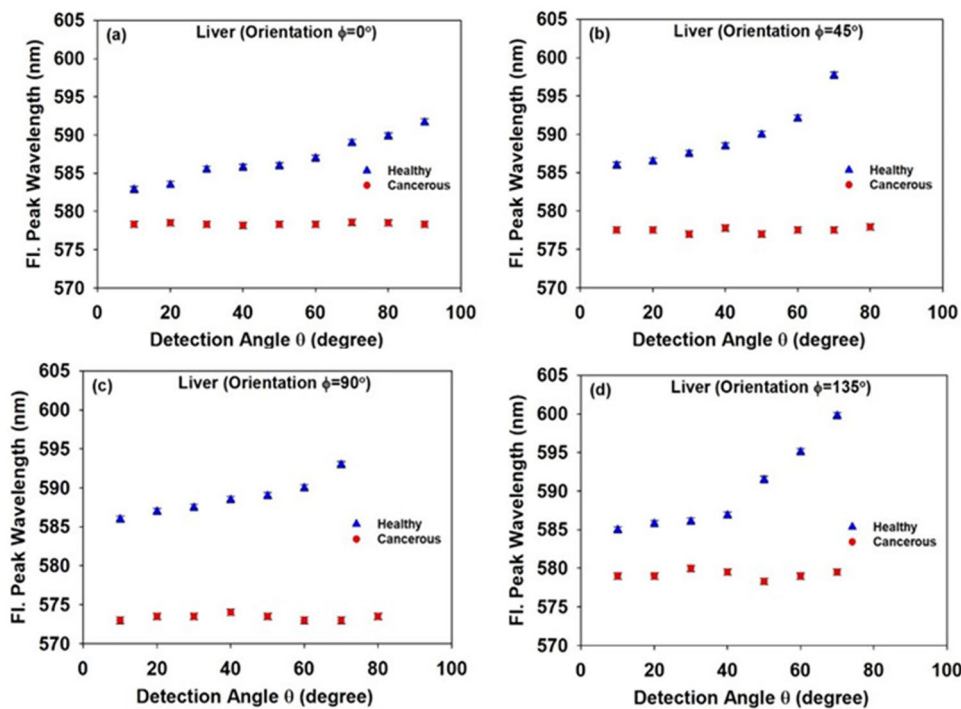 (a) Liver (Orientation ϕ=0°)
Fl. Peak Wavelength (nm)
605
600
595
590
585
580
575
570
Healthy
Cancerous
0 20 40 60 80 100
Detection Angle θ (degree)
(b) Liver (Orientation ϕ=45°)
Fl. Peak Wavelength (nm)
605
600
595
590
585
580
575
570
Healthy
Cancerous
0 20 40 60 80 100
Detection Angle θ (degree)
(c) Liver (Orientation ϕ=90°)
Fl. Peak Wavelength (nm)
605
600
595
590
585
580
575
570
Healthy
Cancerous
0 20 40 60 80 100
Detection Angle θ (degree)
(d) Liver (Orientation ϕ=135°)
Fl. Peak Wavelength (nm)
605
600
595
590
585
580
575
570
Healthy
Cancerous
0 20 40 60 80 100
Detection Angle θ (degree)